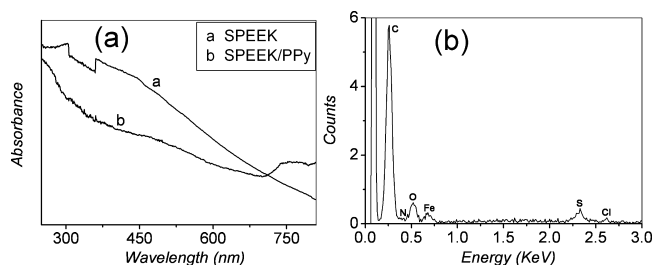 (a)
a SPEEK
b SPEEK/PPy
a
b
Absorbance
300 450 600 750
Wavelength (nm)
(b)
6
4
2
0
Counts
C
N
O
Fe
S
Cl
0.0 0.5 1.0 1.5 2.0 2.5 3.0
Energy (KeV)